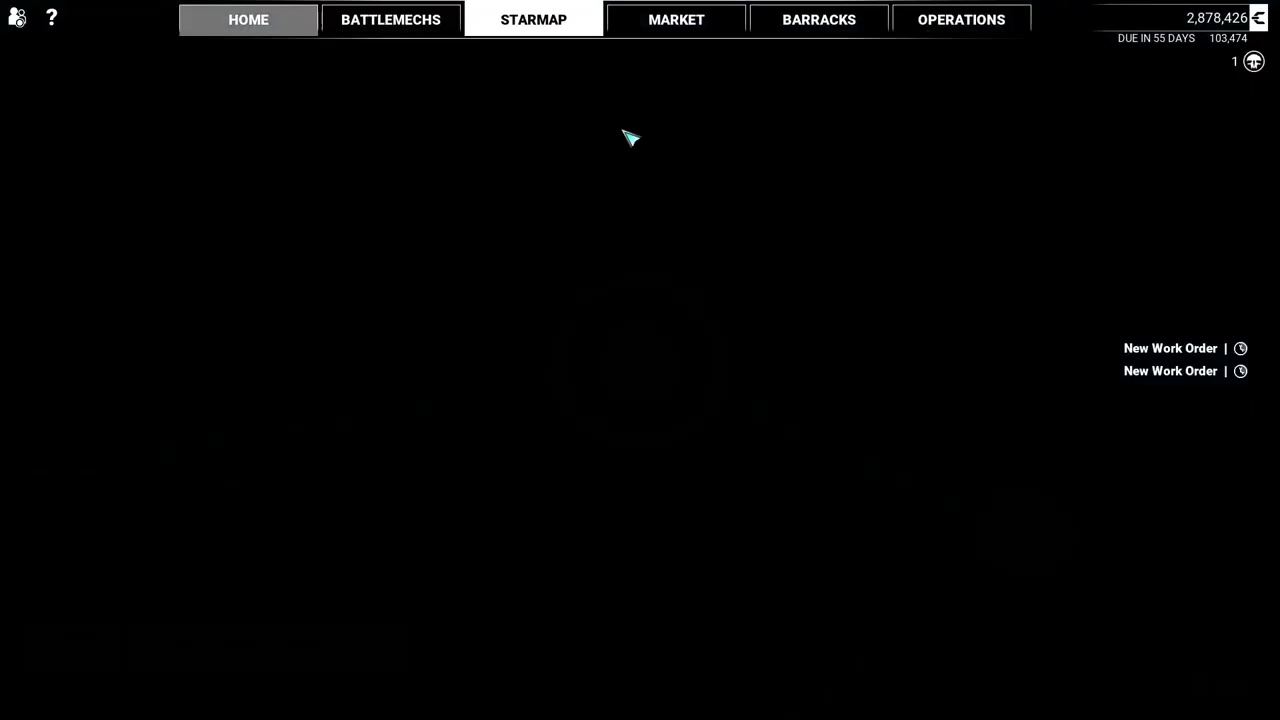 ?
HOME
BATTLEMECHS
STARMAP
MARKET
BARRACKS
OPERATIONS
2,878,426
DUE IN 55 DAYS 103,474
1
New Work Order |
New Work Order |